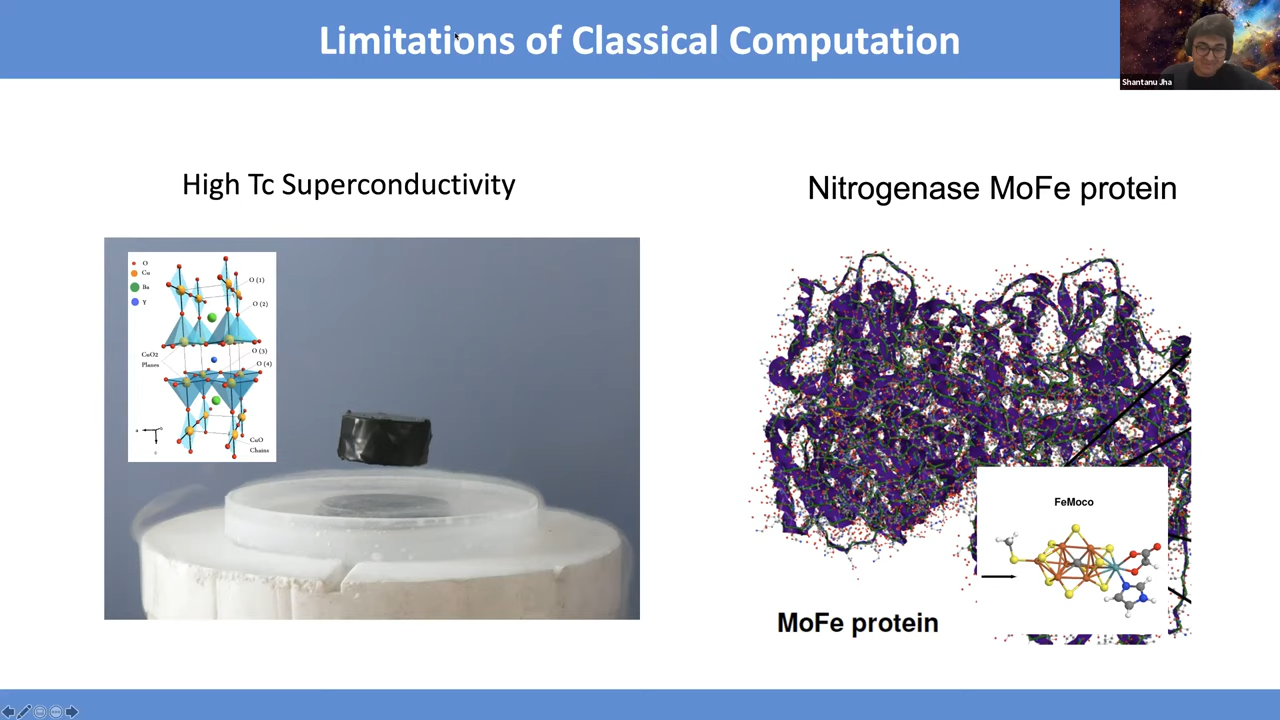 Limitations of Classical Computation
Shantanu Jha
High Tc Superconductivity
Nitrogenase MoFe protein
O
Cu
Ba
Y
O (1)
O (2)
CuO2
Planes
O (3)
O (4)
CuO
Chains
FeMoco
MoFe protein